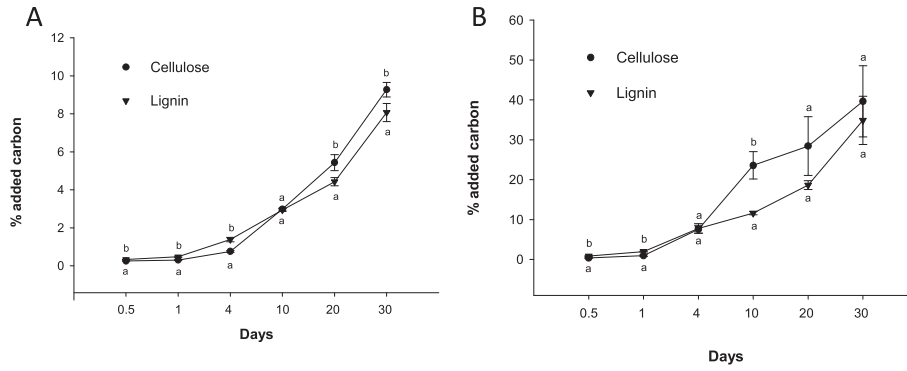 A
% added carbon
12
10
8
6
4
2
0
Cellulose
Lignin
b b b a a b
a a a a a a
0.5 1 4 10 20 30
Days
B
% added carbon
60
50
40
30
20
10
0
Cellulose
Lignin
b b a b a a
a a a a a a
0.5 1 4 10 20 30
Days